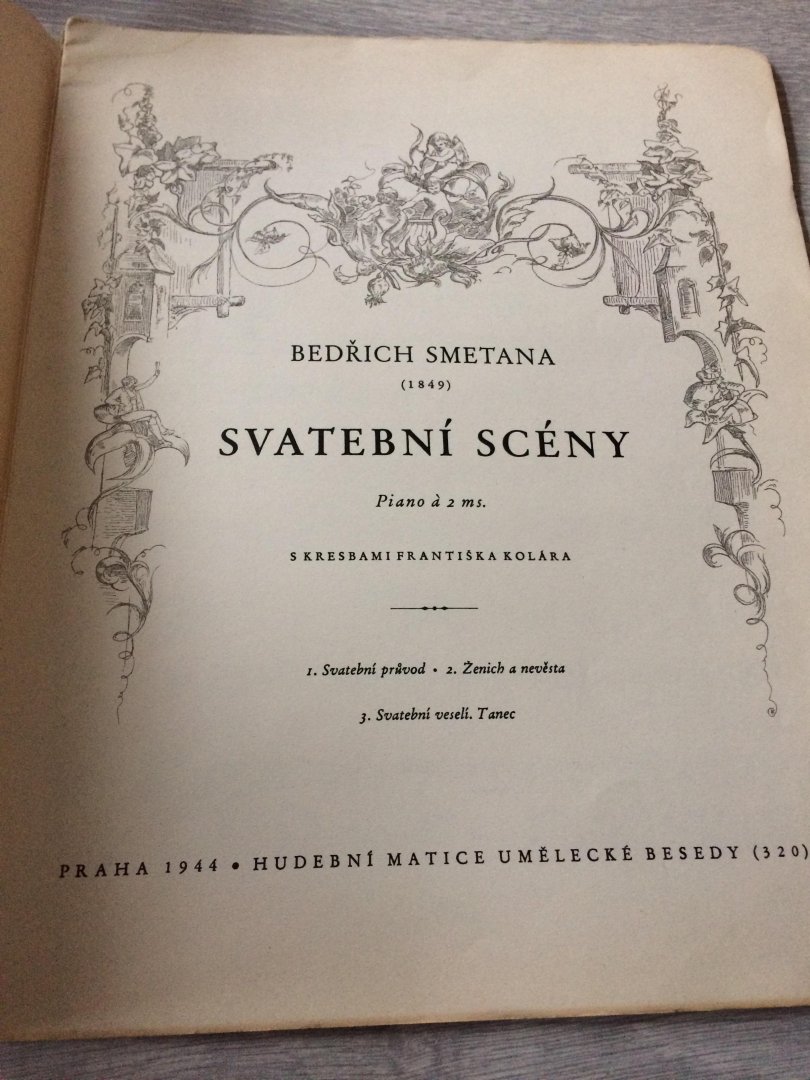 BEDŘICH SMETANA
(1849)
SVATEBNÍ SCÉNY
Piano à 2 ms.
S KRESBAMI FRANTIŠKA KOLÁRA
1. Svatební průvod • 2. Ženich a nevěsta
3. Svatební veselí. Tanec
PRAHA 1944 • HUDEBNÍ MATICE UMĚLECKÉ BESEDY (320)